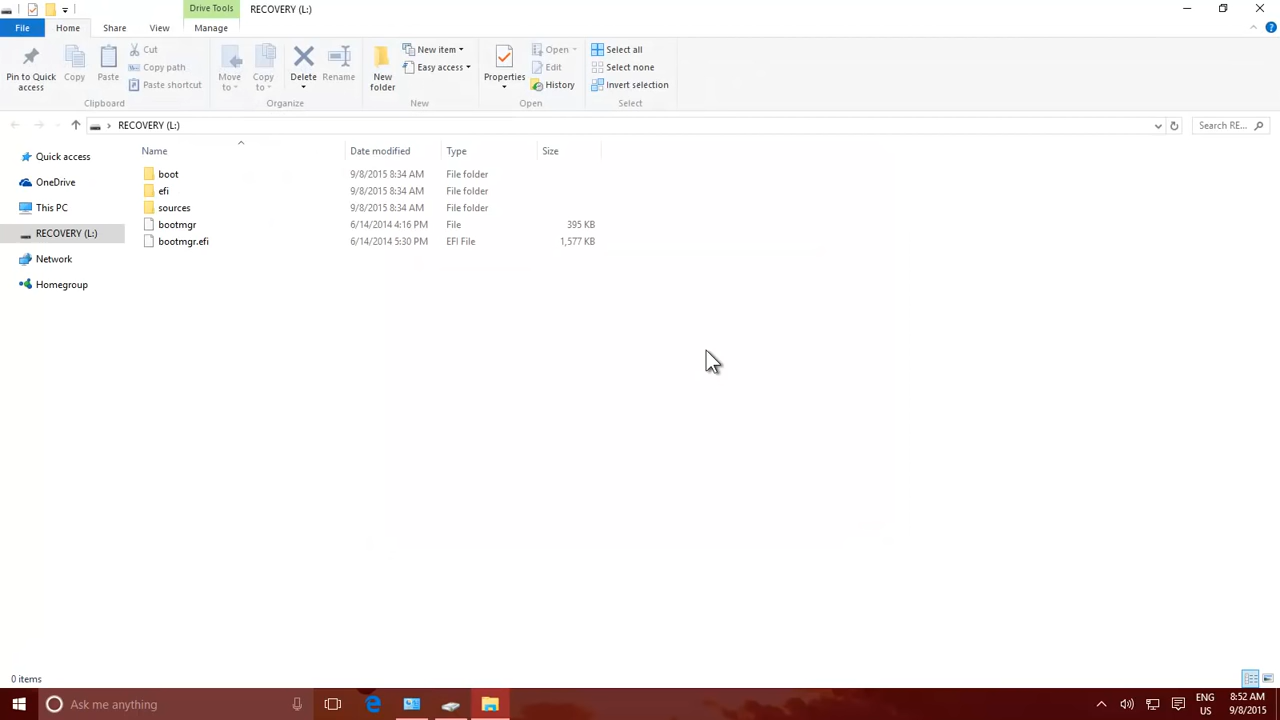 Drive Tools RECOVERY (L:)
File Home Share View Manage
Pin to Quick access
Copy
Paste
Cut
Copy path
Paste shortcut
Clipboard
Move to
Copy to
Delete
Rename
Organize
New folder
New item
Easy access
New
Properties
Open
Edit
History
Open
Select all
Select none
Invert selection
Select
RECOVERY (L:)
Search RE...
Quick access
OneDrive
This PC
RECOVERY (L:)
Network
Homegroup
Name Date modified Type Size
boot 9/8/2015 8:34 AM File folder
efi 9/8/2015 8:34 AM File folder
sources 9/8/2015 8:34 AM File folder
bootmgr 6/14/2014 4:16 PM File 395 KB
bootmgr.efi 6/14/2014 5:30 PM EFI File 1,577 KB
0 items
Ask me anything
ENG
US
8:52 AM
9/8/2015